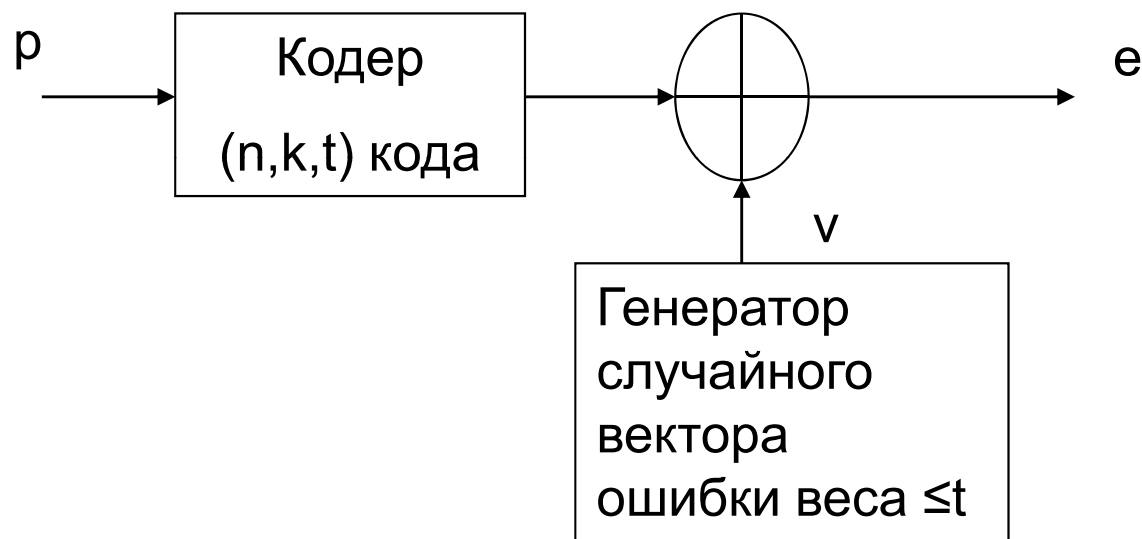 p
Кодер
(n,k,t) кода
e
v
Генератор
случайного
вектора
ошибки веса ≤t